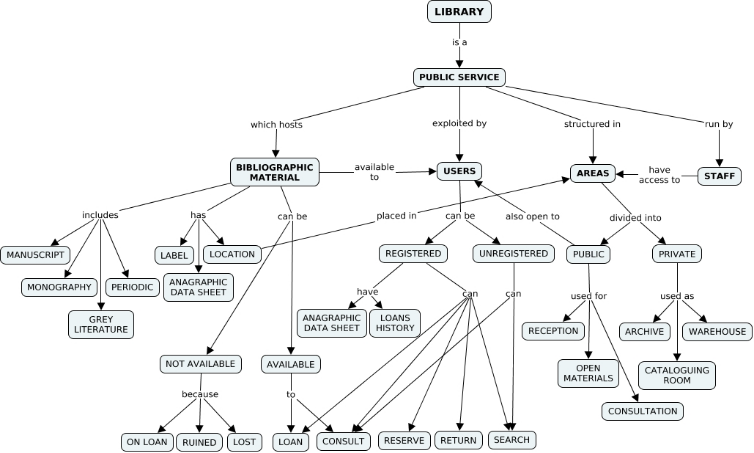 LIBRARY
is a
PUBLIC SERVICE
which hosts
exploited by
structured in
run by
BIBLIOGRAPHIC
MATERIAL
available
to
USERS
AREAS
have
access to
STAFF
includes
has
can be
placed in
can be
also open to
divided into
MANUSCRIPT
LABEL
LOCATION
REGISTERED
UNREGISTERED
PUBLIC
PRIVATE
MONOGRAPHY
PERIODIC
ANAGRAPHIC
DATA SHEET
have
can
can
used for
used as
GREY
LITERATURE
ANAGRAPHIC
DATA SHEET
LOANS
HISTORY
RECEPTION
ARCHIVE
WAREHOUSE
NOT AVAILABLE
AVAILABLE
OPEN
MATERIALS
CATALOGUING
ROOM
because
to
CONSULTATION
ON LOAN
RUINED
LOST
LOAN
CONSULT
RESERVE
RETURN
SEARCH